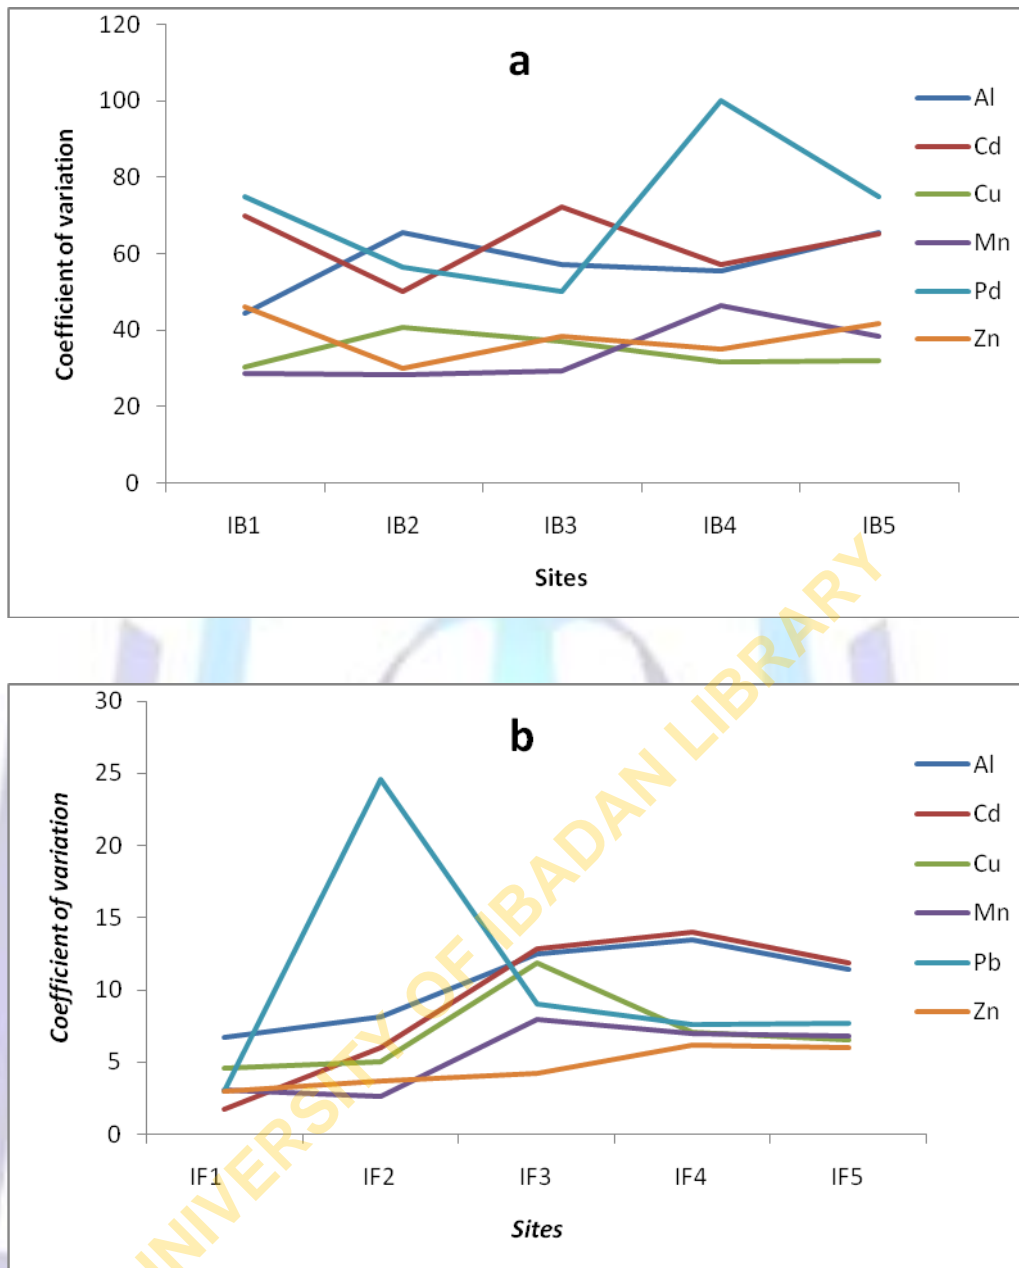 a
120
100
80
60
40
20
0
Coefficient of variation
IB1 IB2 IB3 IB4 IB5
Sites
Al
Cd
Cu
Mn
Pd
Zn
b
30
25
20
15
10
5
0
Coefficient of variation
IF1 IF2 IF3 IF4 IF5
Sites
Al
Cd
Cu
Mn
Pb
Zn
UNIVERSITY OF IBADAN LIBRARY